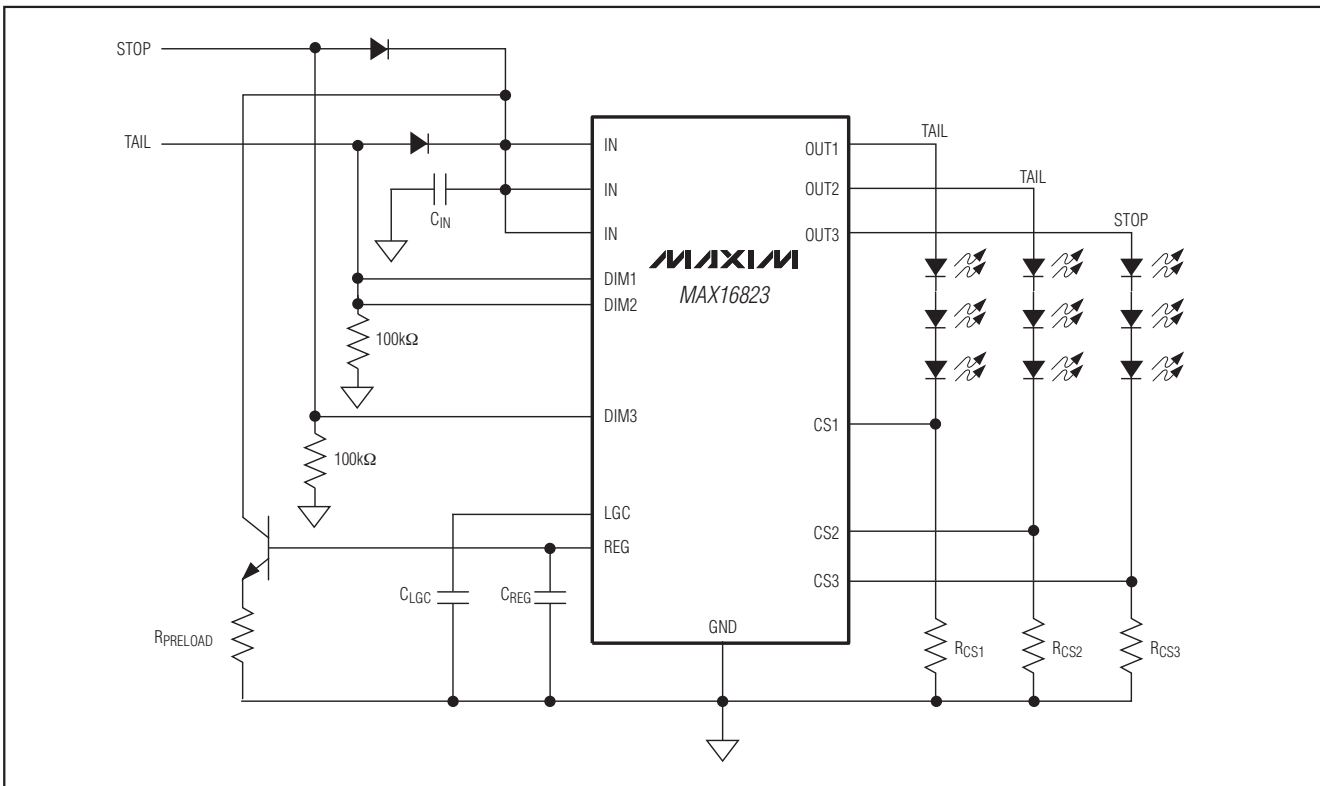 STOP
TAIL
C_IN
100kΩ
100kΩ
R_PRELOAD
C_LGC
C_REG
IN
IN
IN
DIM1
DIM2
DIM3
LGC
REG
MAXIM
MAX16823
GND
OUT1
OUT2
OUT3
CS1
CS2
CS3
TAIL
TAIL
STOP
R_CS1
R_CS2
R_CS3